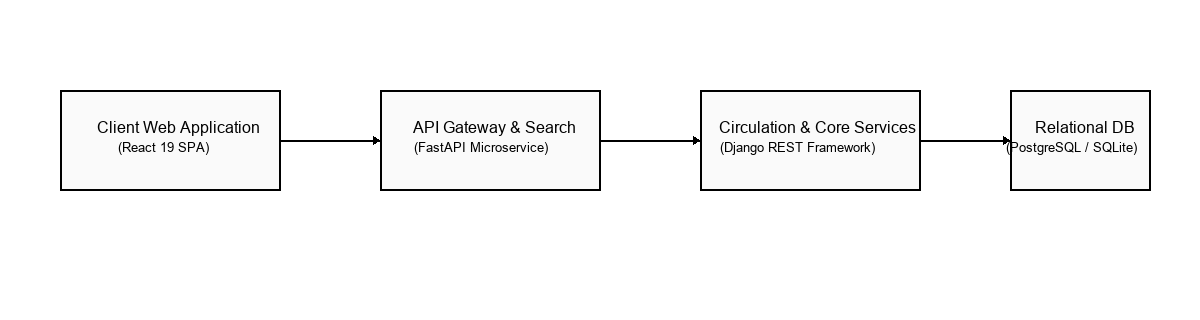 Client Web Application
(React 19 SPA)
API Gateway & Search
(FastAPI Microservice)
Circulation & Core Services
(Django REST Framework)
Relational DB
(PostgreSQL / SQLite)